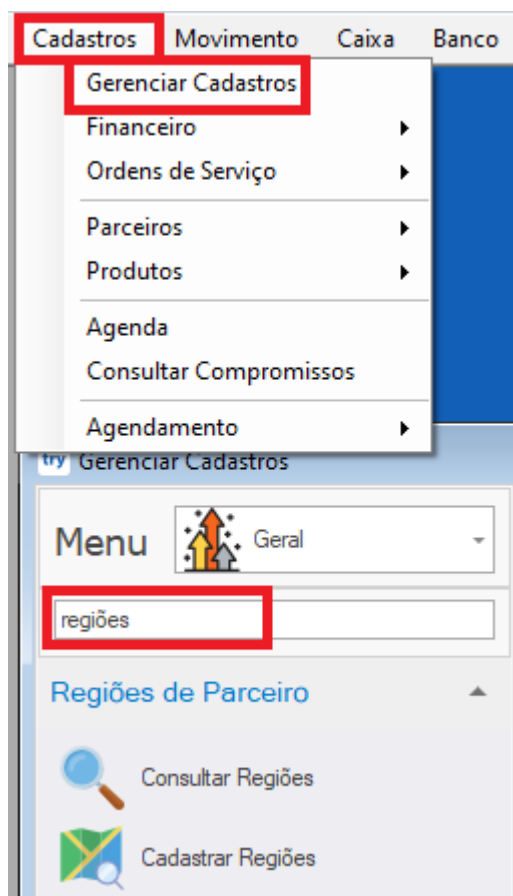 Cadastros Movimento Caixa Banco
Gerenciar Cadastros
Financeiro
Ordens de Serviço
Parceiros
Produtos
Agenda
Consultar Compromissos
Agendamento
try Gerenciar Cadastros
Menu Geral
regiões
Regiões de Parceiro
Consultar Regiões
Cadastrar Regiões